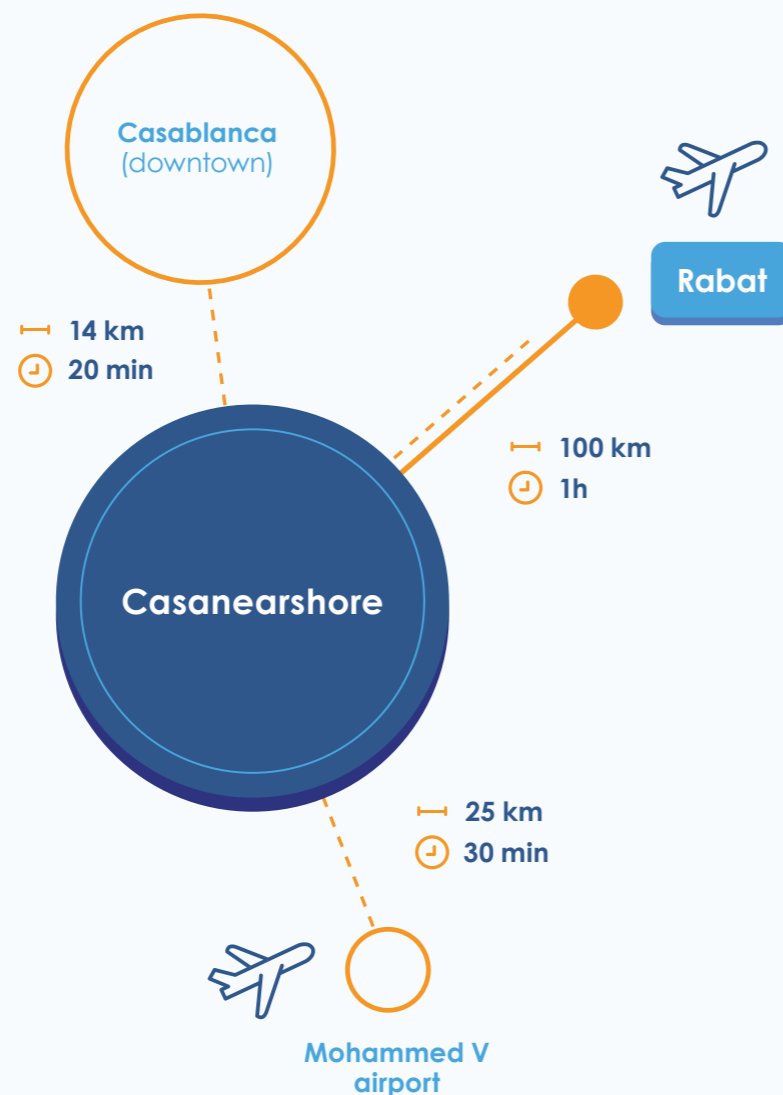 Casablanca
(downtown)
Rabat
14 km
20 min
100 km
1h
Casanearshore
25 km
30 min
Mohammed V
airport